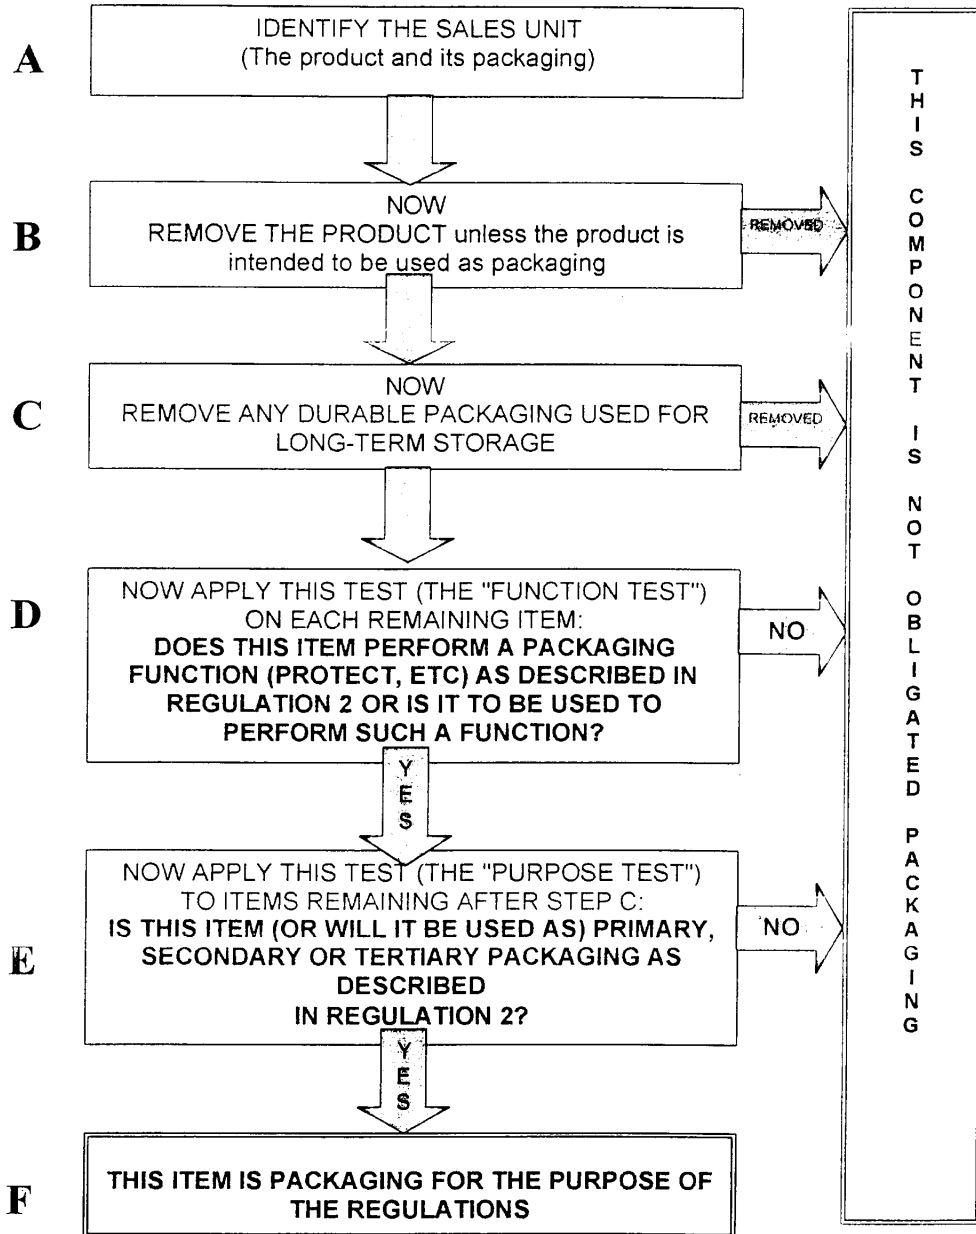 A
IDENTIFY THE SALES UNIT
(The product and its packaging)
B
NOW
REMOVE THE PRODUCT unless the product is
intended to be used as packaging
REMOVED
C
NOW
REMOVE ANY DURABLE PACKAGING USED FOR
LONG-TERM STORAGE
REMOVED
D
NOW APPLY THIS TEST (THE "FUNCTION TEST")
ON EACH REMAINING ITEM:
DOES THIS ITEM PERFORM A PACKAGING
FUNCTION (PROTECT, ETC) AS DESCRIBED IN
REGULATION 2 OR IS IT TO BE USED TO
PERFORM SUCH A FUNCTION?
NO
YES
E
NOW APPLY THIS TEST (THE "PURPOSE TEST")
TO ITEMS REMAINING AFTER STEP C:
IS THIS ITEM (OR WILL IT BE USED AS) PRIMARY,
SECONDARY OR TERTIARY PACKAGING AS
DESCRIBED
IN REGULATION 2?
NO
YES
F
THIS ITEM IS PACKAGING FOR THE PURPOSE OF
THE REGULATIONS
THIS COMPONENT IS NOT OBLIGATED PACKAGING